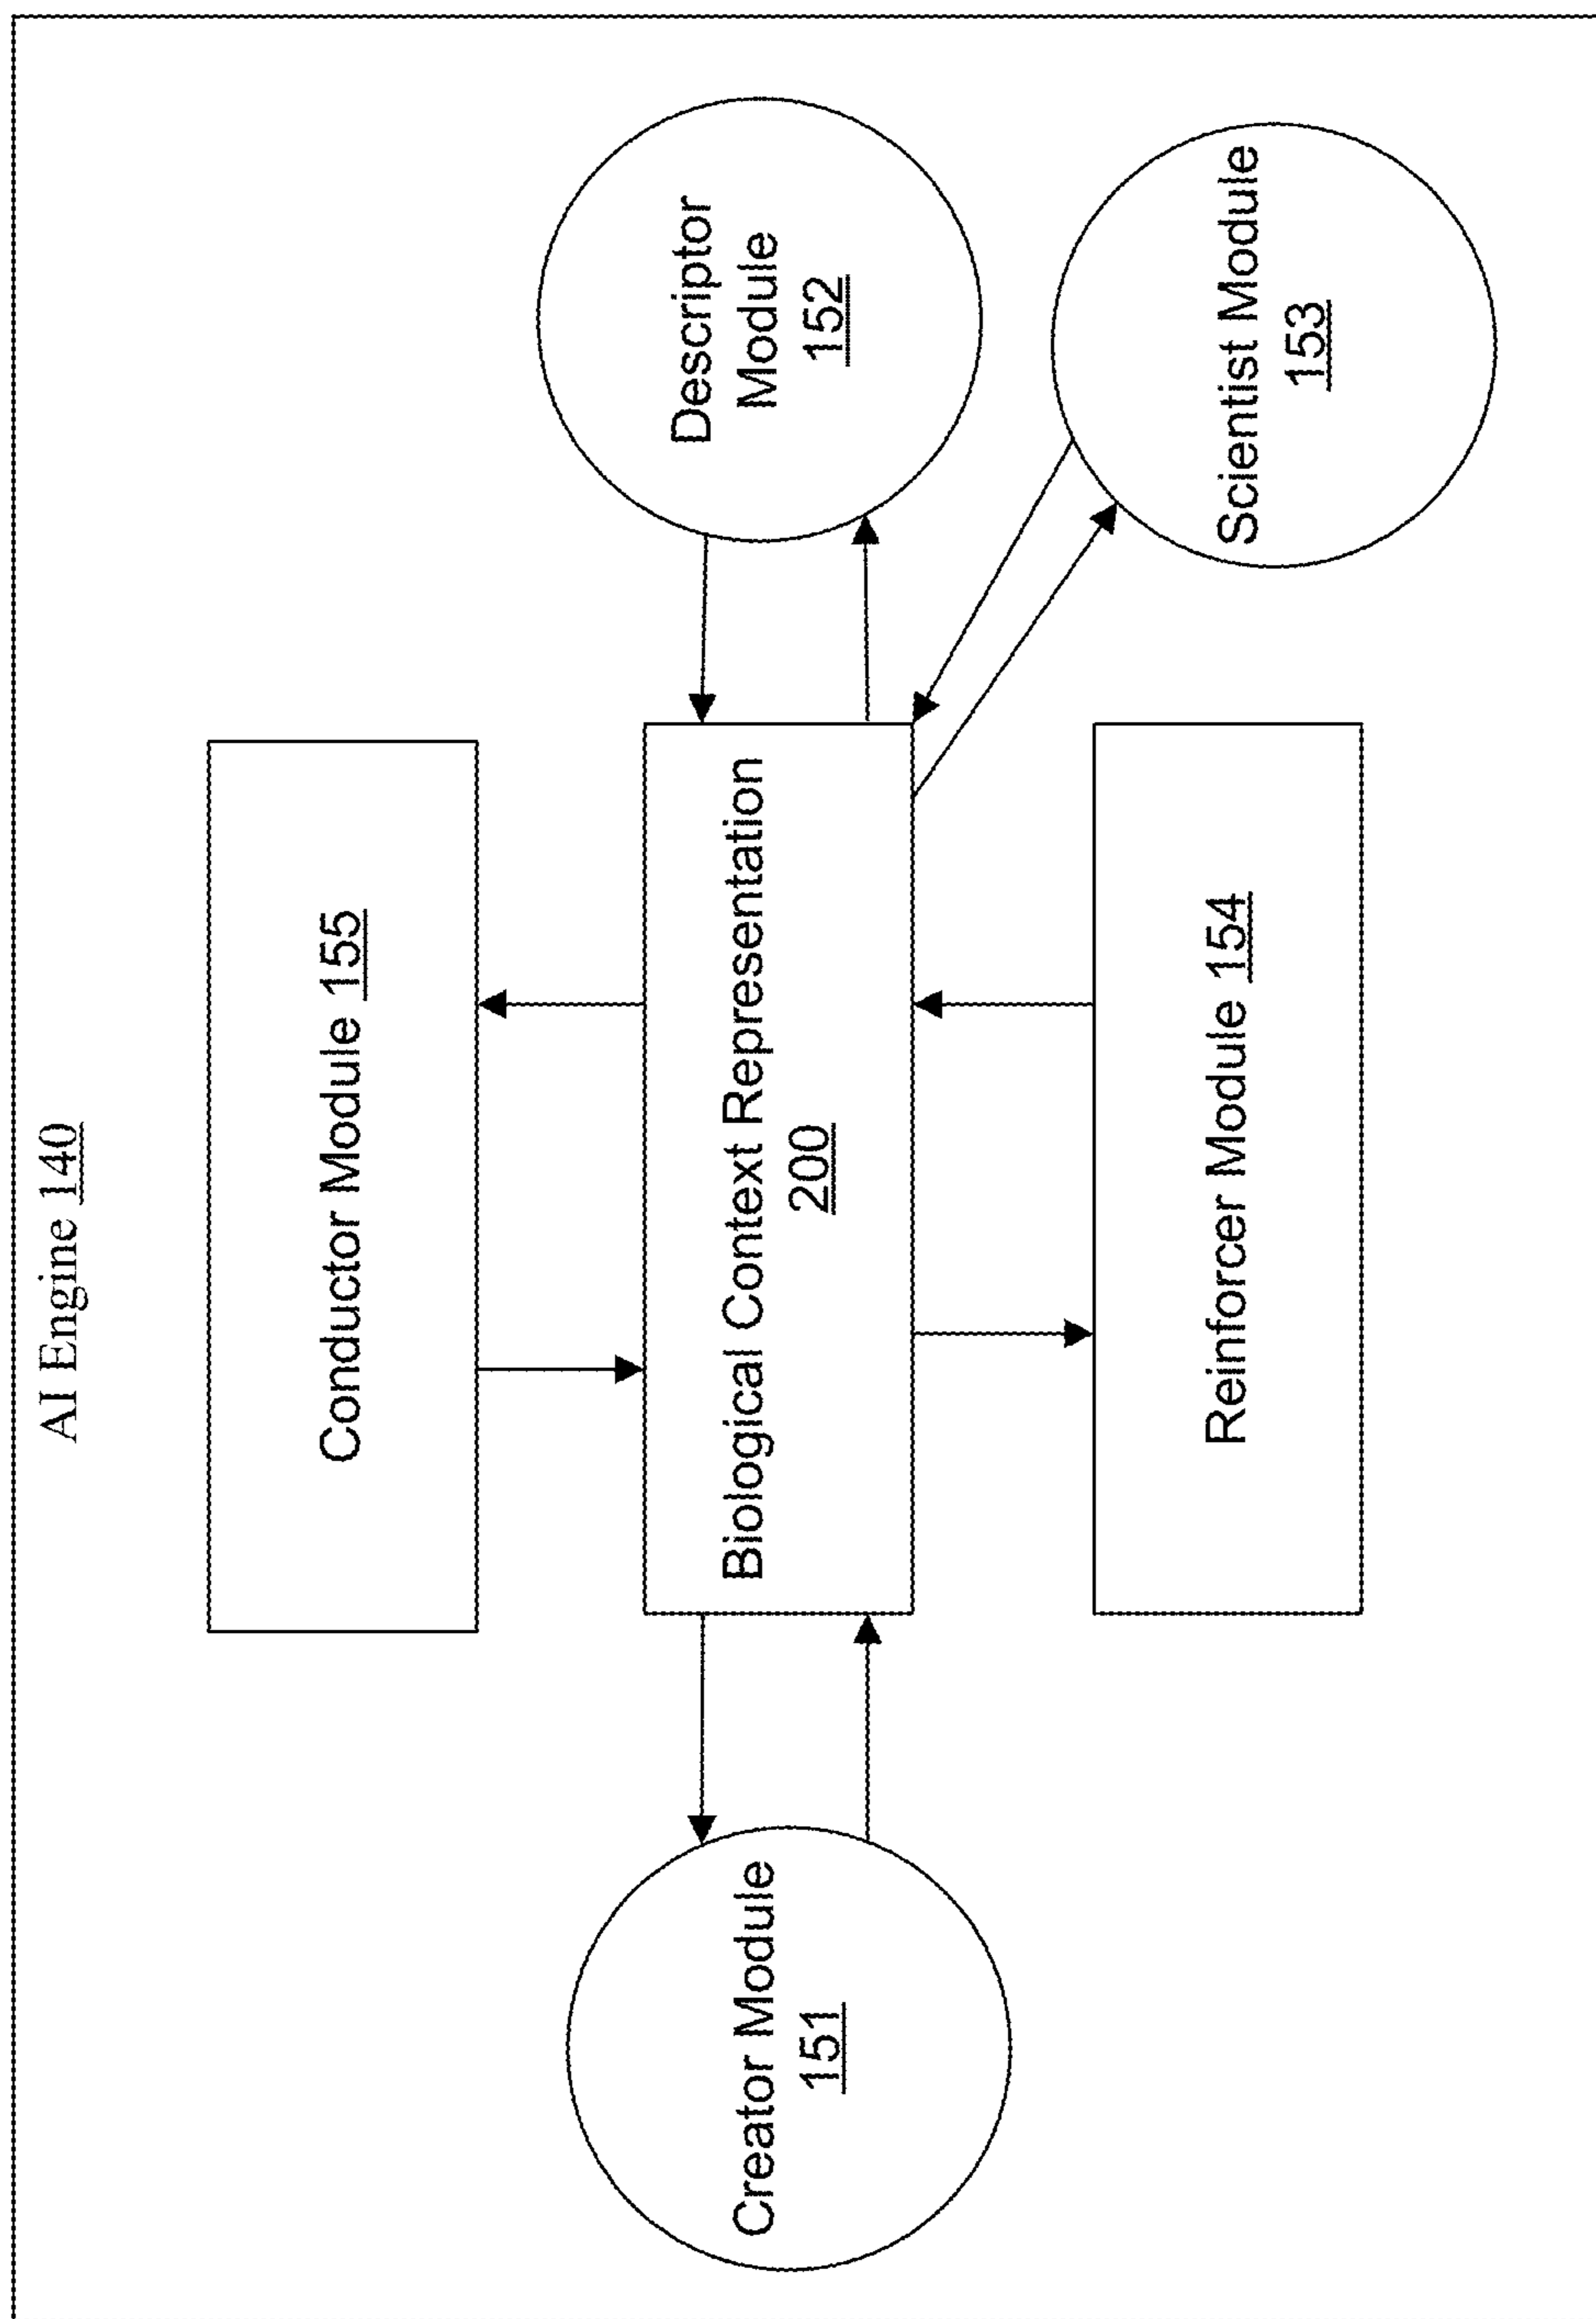 AI Engine 140
Conductor Module 155
Creator Module
151
Biological Context Representation
200
Descriptor
Module
152
Reinforcer Module 154
Scientist Module
153